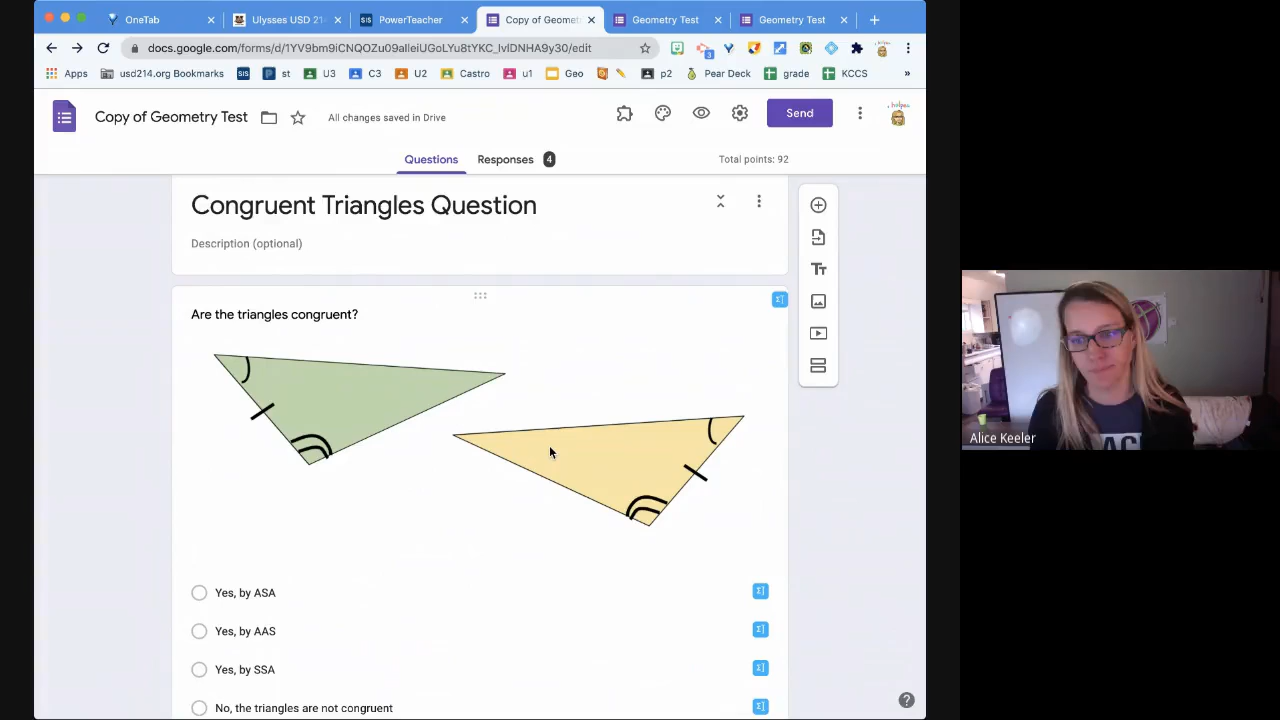 OneTab
Ulysses USD 21
PowerTeacher
Copy of Geomet
Geometry Test
Geometry Test
docs.google.com/forms/d/1YV9bm9iCNQOZu09alleiUGoLYu8tYKC_lvlDNHA9y30/edit
3
Apps
usd214.org Bookmarks
SIS
st
U3
C3
U2
Castro
u1
Geo
p2
Pear Deck
grade
KCCS
»
Copy of Geometry Test
All changes saved in Drive
Send
Questions
Responses
4
Total points: 92
Congruent Triangles Question
Description (optional)
Are the triangles congruent?
Yes, by ASA
Yes, by AAS
Yes, by SSA
No, the triangles are not congruent
Alice Keeler